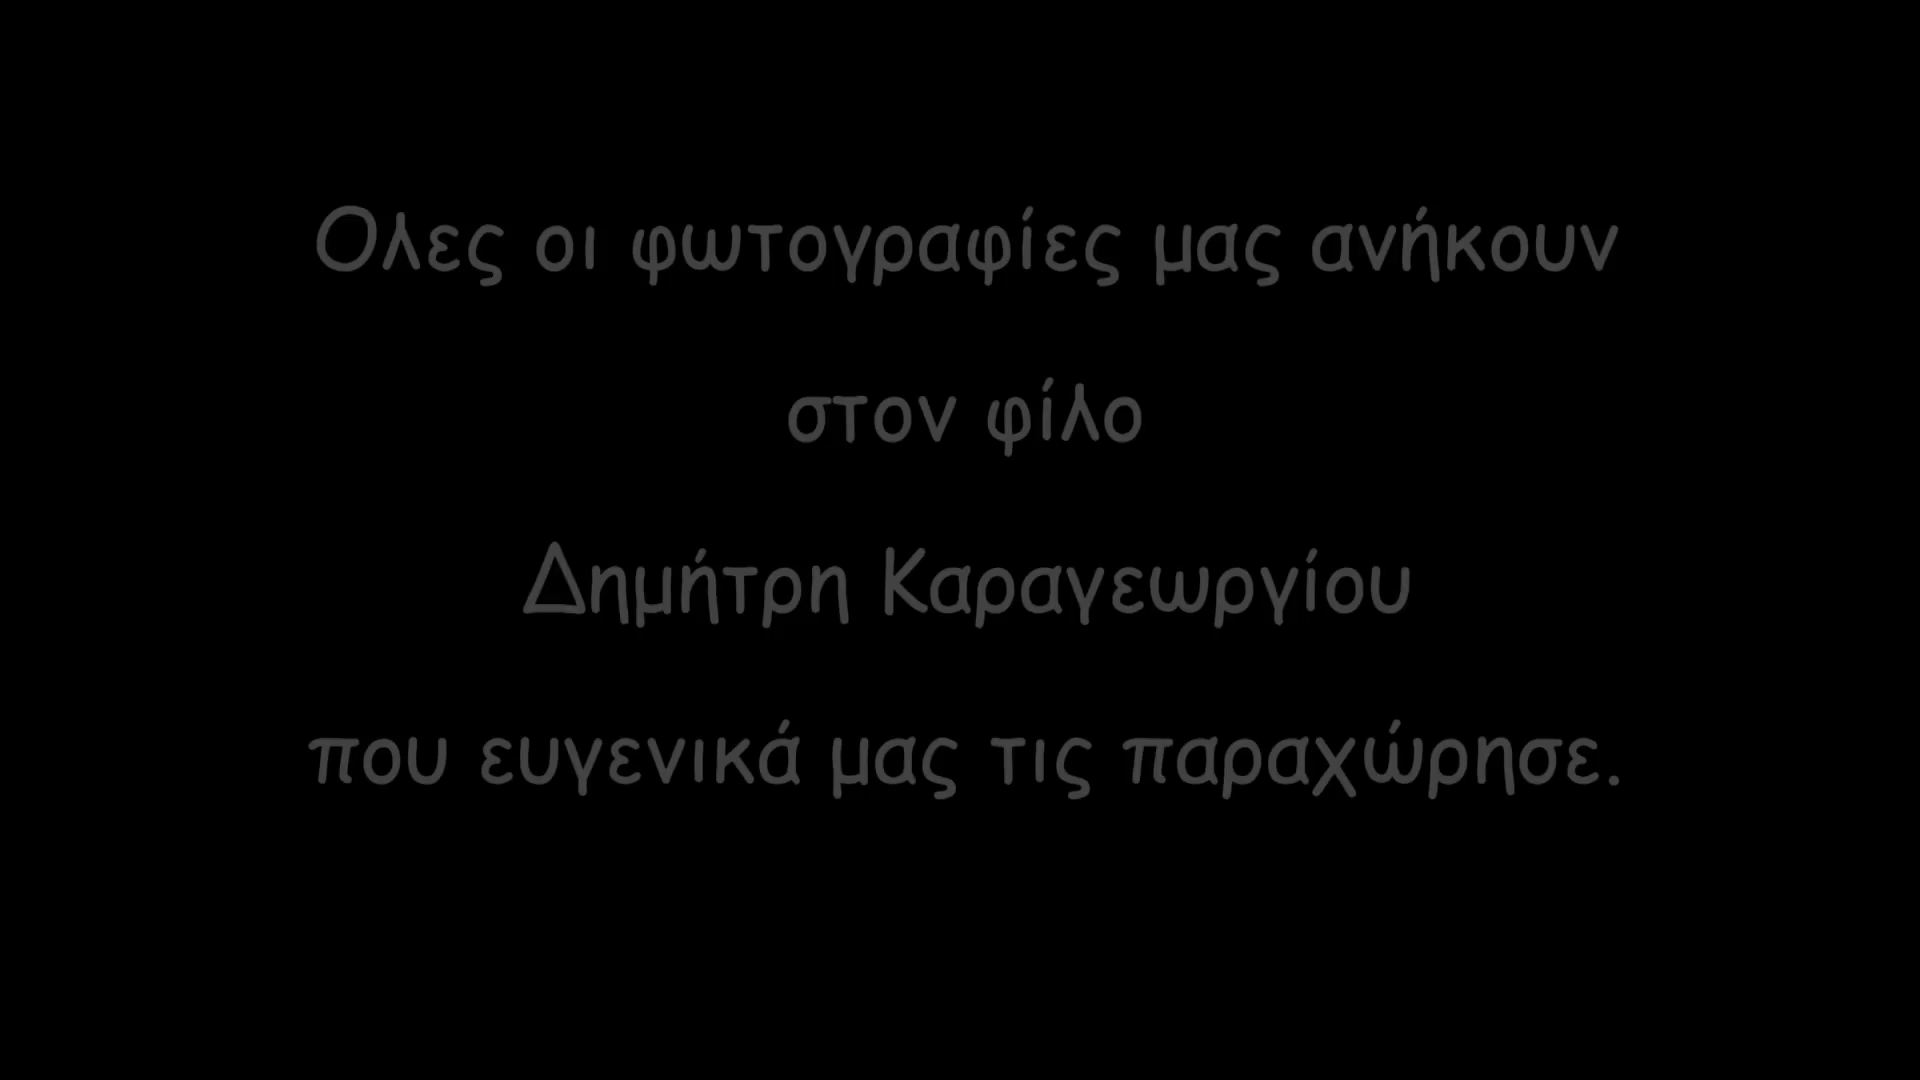 Ολες οι φωτογραφίες μας ανήκουν
στον φίλο
Δημήτρη Καραγεωργίου
που ευγενικά μας τις παραχώρησε.